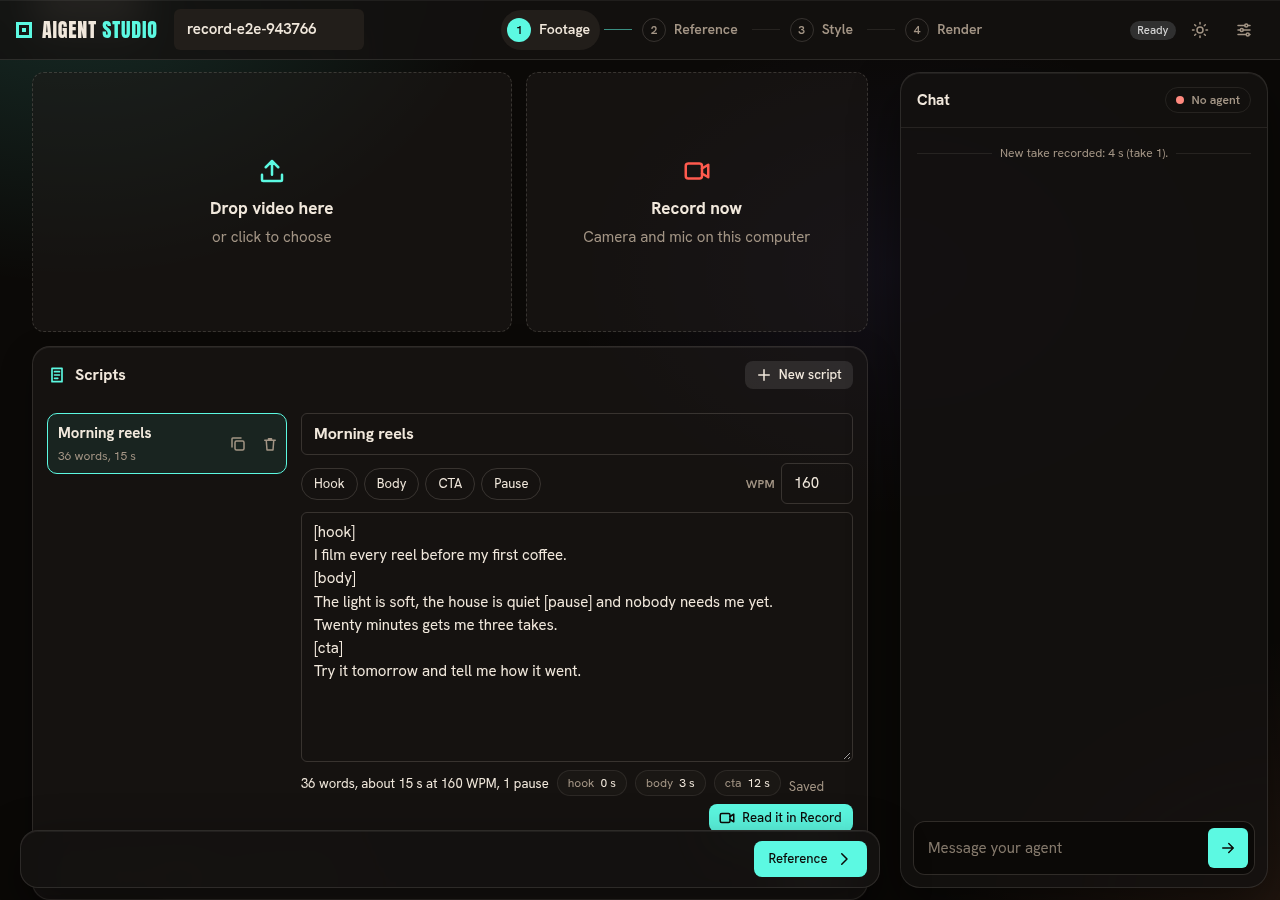 AIGENT STUDIO
record-e2e-943766
1 Footage
2 Reference
3 Style
4 Render
Ready
Drop video here
or click to choose
Record now
Camera and mic on this computer
Chat
No agent
New take recorded: 4 s (take 1).
Scripts
New script
Morning reels
36 words, 15 s
Morning reels
Hook
Body
CTA
Pause
WPM
160
[hook]
I film every reel before my first coffee.
[body]
The light is soft, the house is quiet [pause] and nobody needs me yet.
Twenty minutes gets me three takes.
[cta]
Try it tomorrow and tell me how it went.
36 words, about 15 s at 160 WPM, 1 pause
hook 0 s
body 3 s
cta 12 s
Saved
Read it in Record
Reference
Message your agent